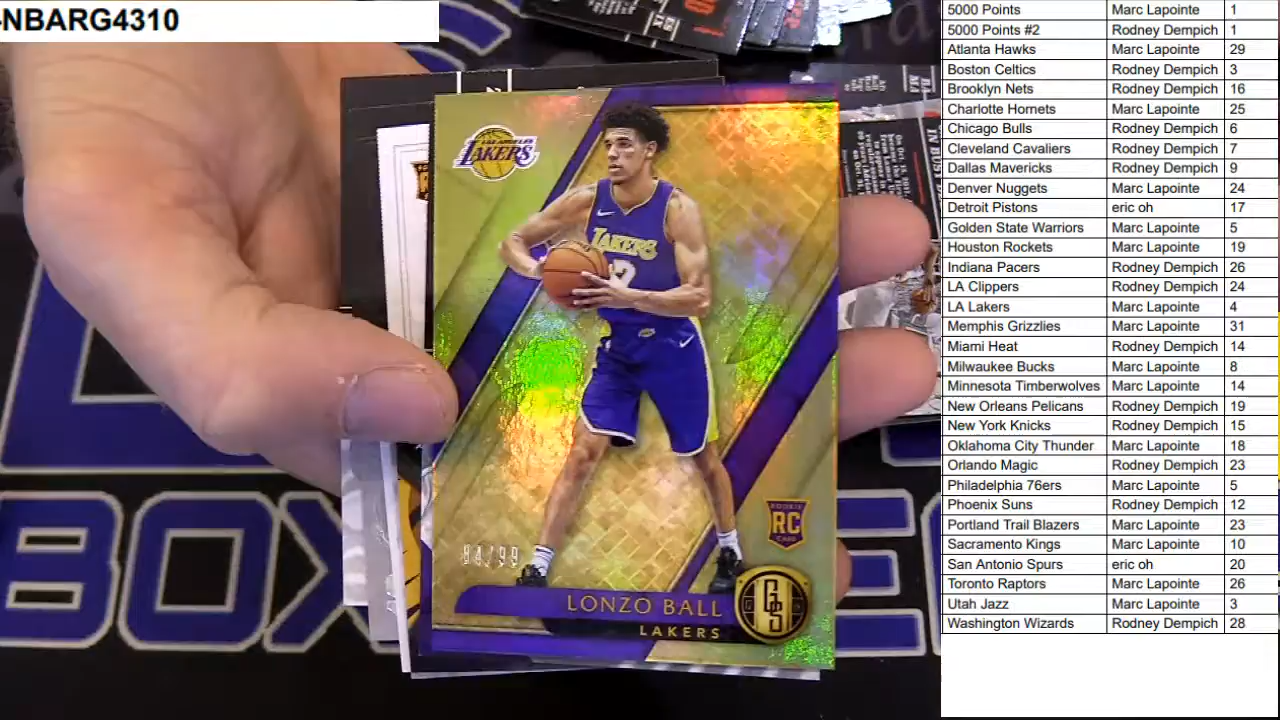 -NBARG4310
LOS ANGELES
LAKERS
LAKERS
ROOKIE
RC
CARD
84/99
LONZO BALL
LAKERS
GS
BOX
5000 Points Marc Lapointe 1
5000 Points #2 Rodney Dempich 1
Atlanta Hawks Marc Lapointe 29
Boston Celtics Rodney Dempich 3
Brooklyn Nets Rodney Dempich 16
Charlotte Hornets Marc Lapointe 25
Chicago Bulls Rodney Dempich 6
Cleveland Cavaliers Rodney Dempich 7
Dallas Mavericks Rodney Dempich 9
Denver Nuggets Marc Lapointe 24
Detroit Pistons eric oh 17
Golden State Warriors Marc Lapointe 5
Houston Rockets Marc Lapointe 19
Indiana Pacers Rodney Dempich 26
LA Clippers Rodney Dempich 24
LA Lakers Marc Lapointe 4
Memphis Grizzlies Marc Lapointe 31
Miami Heat Rodney Dempich 14
Milwaukee Bucks Marc Lapointe 8
Minnesota Timberwolves Marc Lapointe 14
New Orleans Pelicans Rodney Dempich 19
New York Knicks Rodney Dempich 15
Oklahoma City Thunder Marc Lapointe 18
Orlando Magic Rodney Dempich 23
Philadelphia 76ers Marc Lapointe 5
Phoenix Suns Rodney Dempich 12
Portland Trail Blazers Marc Lapointe 23
Sacramento Kings Marc Lapointe 10
San Antonio Spurs eric oh 20
Toronto Raptors Marc Lapointe 26
Utah Jazz Marc Lapointe 3
Washington Wizards Rodney Dempich 28